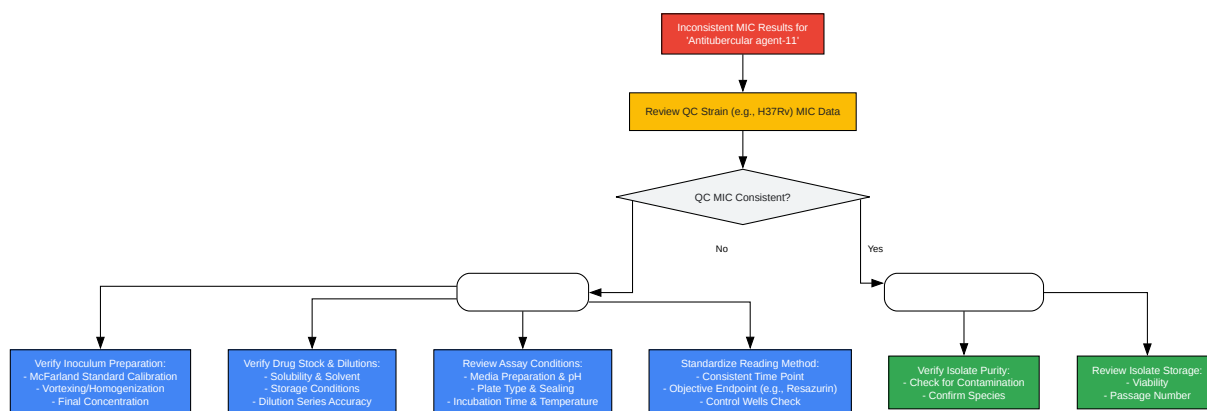 Inconsistent MIC Results for
'Antitubercular agent-11'
Review QC Strain (e.g., H37Rv) MIC Data
QC MIC Consistent?
No
Yes
Verify Inoculum Preparation:
- McFarland Standard Calibration
- Vortexing/Homogenization
- Final Concentration
Verify Drug Stock & Dilutions:
- Solubility & Solvent
- Storage Conditions
- Dilution Series Accuracy
Review Assay Conditions:
- Media Preparation & pH
- Plate Type & Sealing
- Incubation Time & Temperature
Standardize Reading Method:
- Consistent Time Point
- Objective Endpoint (e.g., Resazurin)
- Control Wells Check
Verify Isolate Purity:
- Check for Contamination
- Confirm Species
Review Isolate Storage:
- Viability
- Passage Number